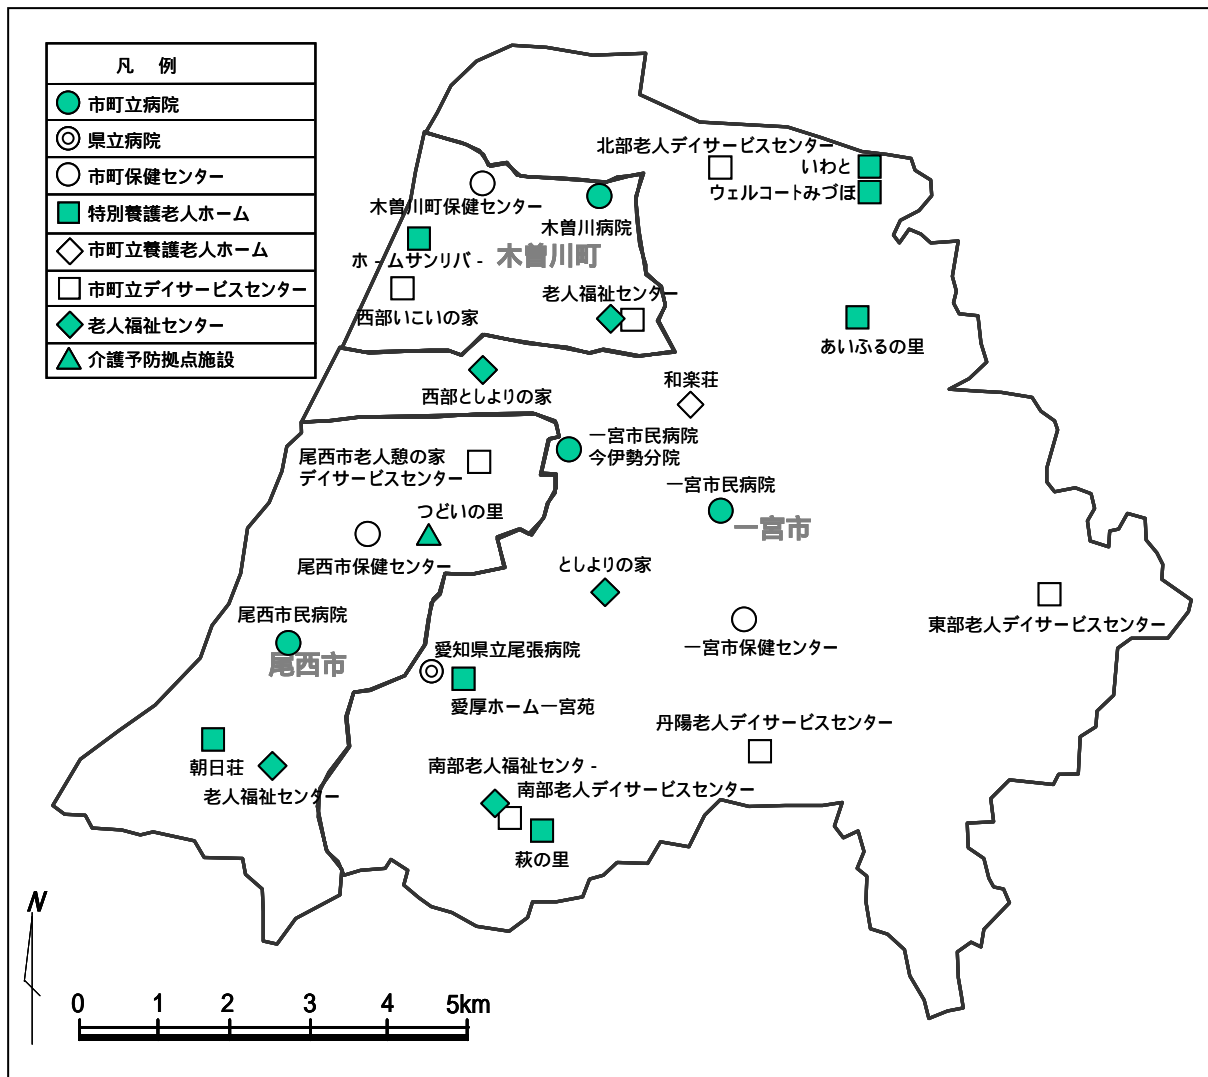 凡 例
市町立病院
県立病院
市町保健センター
特別養護老人ホーム
市町立養護老人ホーム
市町立デイサービスセンター
老人福祉センター
介護予防拠点施設
北部老人デイサービスセンター
いわと
ウェルコートみづほ
木曽川町保健センター
木曽川病院
ホ-ムサンリバ-
木曽川町
西部いこいの家
老人福祉センター
あいふるの里
西部としよりの家
和楽荘
一宮市民病院
今伊勢分院
尾西市老人憩の家
デイサービスセンター
一宮市民病院
一宮市
つどいの里
尾西市保健センター
としよりの家
尾西市民病院
尾西市
一宮市保健センター
東部老人デイサービスセンター
愛知県立尾張病院
愛厚ホーム一宮苑
丹陽老人デイサービスセンター
朝日荘
老人福祉センター
南部老人福祉センタ-
南部老人デイサービスセンター
萩の里
N
0 1 2 3 4 5km